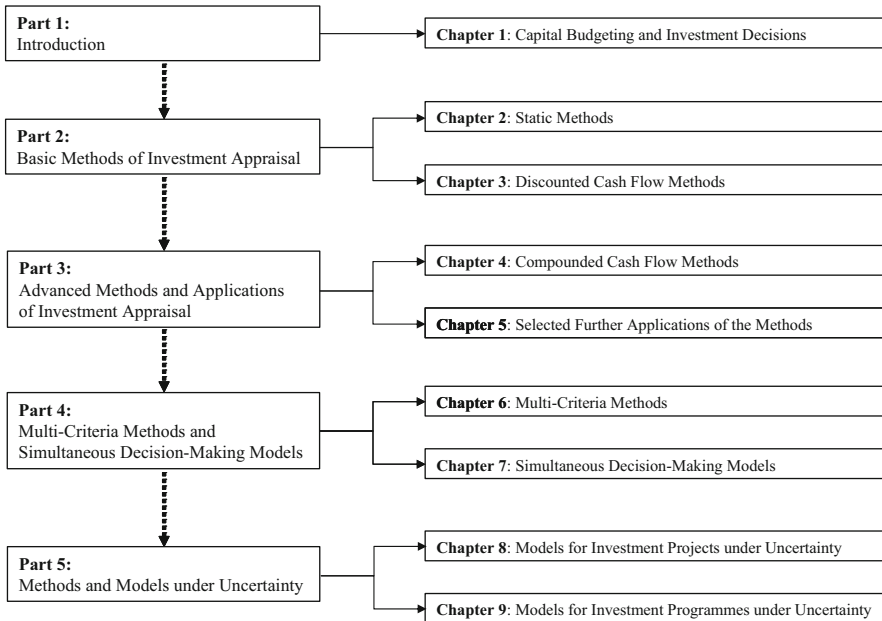 Part 1:
Introduction
Chapter 1: Capital Budgeting and Investment Decisions
Part 2:
Basic Methods of Investment Appraisal
Chapter 2: Static Methods
Chapter 3: Discounted Cash Flow Methods
Part 3:
Advanced Methods and Applications
of Investment Appraisal
Chapter 4: Compounded Cash Flow Methods
Chapter 5: Selected Further Applications of the Methods
Part 4:
Multi-Criteria Methods and
Simultaneous Decision-Making Models
Chapter 6: Multi-Criteria Methods
Chapter 7: Simultaneous Decision-Making Models
Part 5:
Methods and Models under Uncertainty
Chapter 8: Models for Investment Projects under Uncertainty
Chapter 9: Models for Investment Programmes under Uncertainty